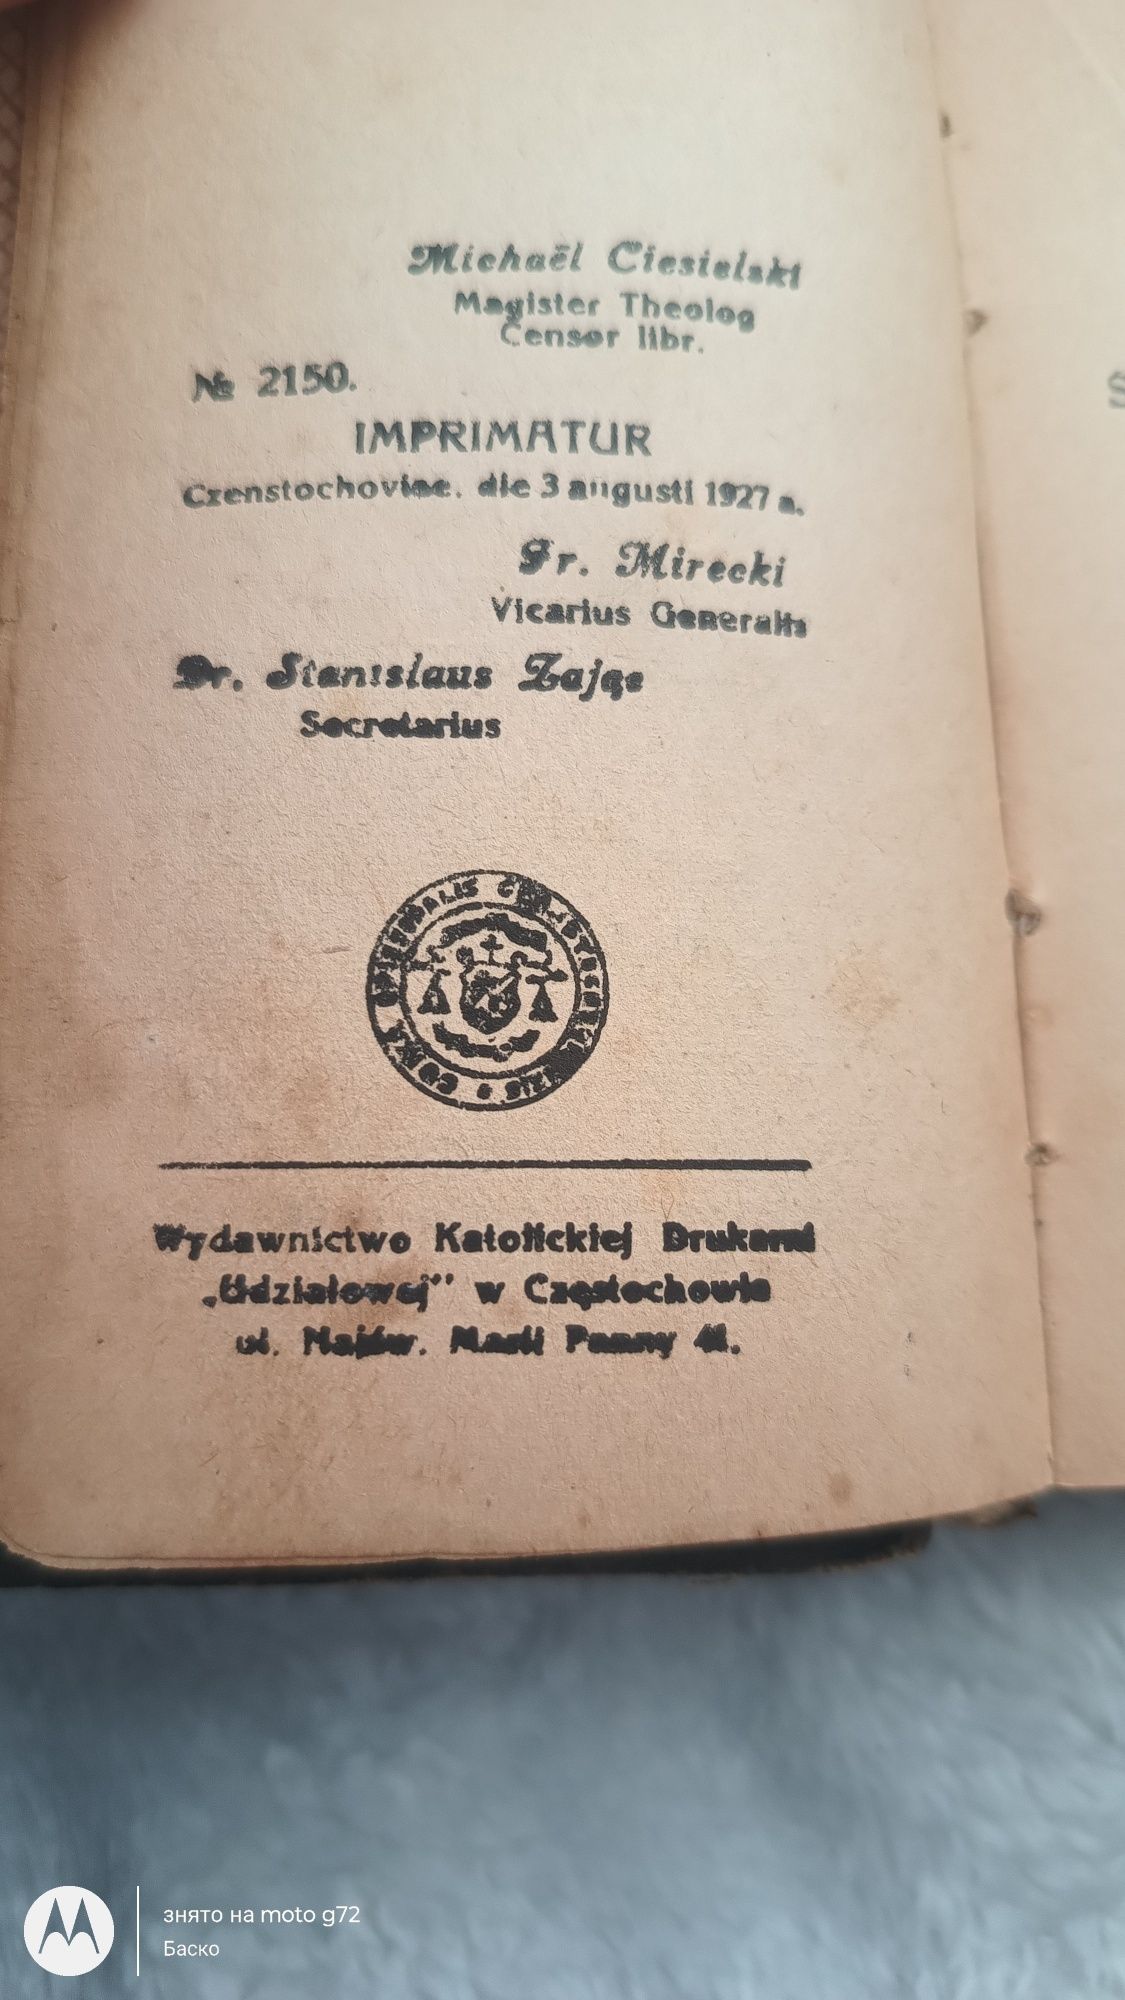 Michaël Ciesielski
Magister Theolog
Censor libr.
№ 2150.
IMPRIMATUR
Czenstochoviae. die 3 augusti 1927 a.
Fr. Mirecki
Vicarius Generalis
Dr. Stanislaus Zając
Secretarius
Wydawnictwo Katolickiej Drukarni
„Udziałowej” w Częstochowie
ul. Najśw. Marii Panny 41.
S
знято на moto g72
Баско